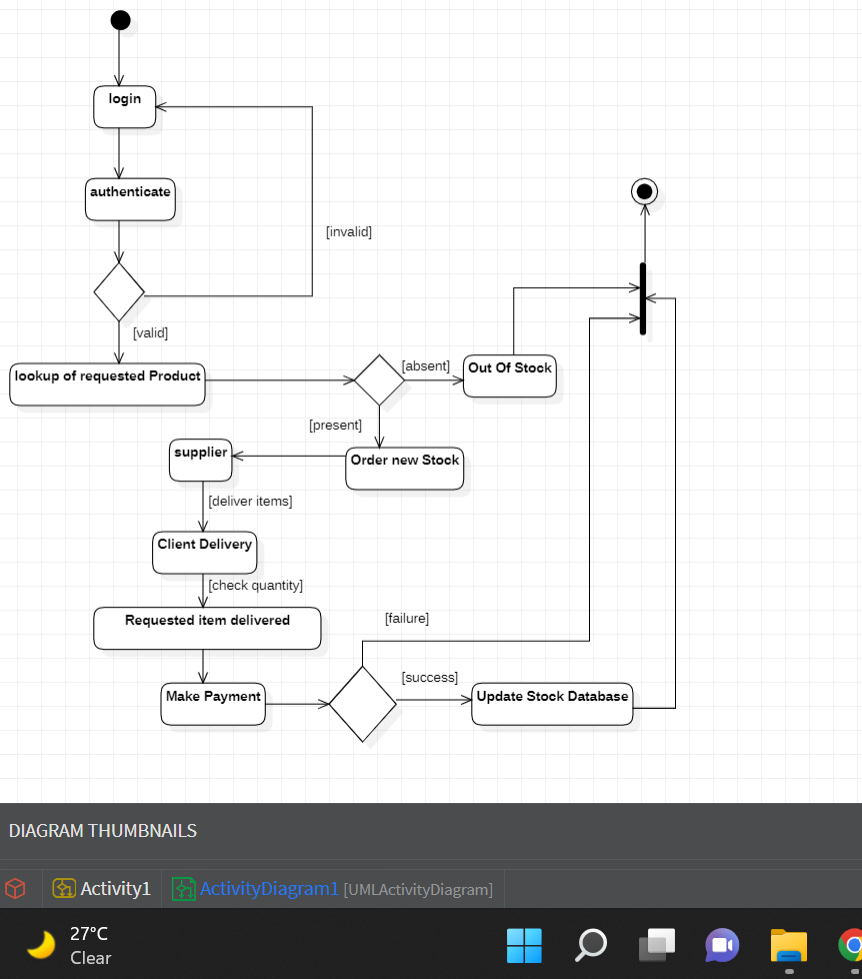 login
authenticate
[invalid]
[valid]
lookup of requested Product
[absent]
Out Of Stock
[present]
supplier
Order new Stock
[deliver items]
Client Delivery
[check quantity]
Requested item delivered
[failure]
[success]
Make Payment
Update Stock Database
DIAGRAM THUMBNAILS
Activity1
ActivityDiagram1 [UMLActivityDiagram]
27°C
Clear